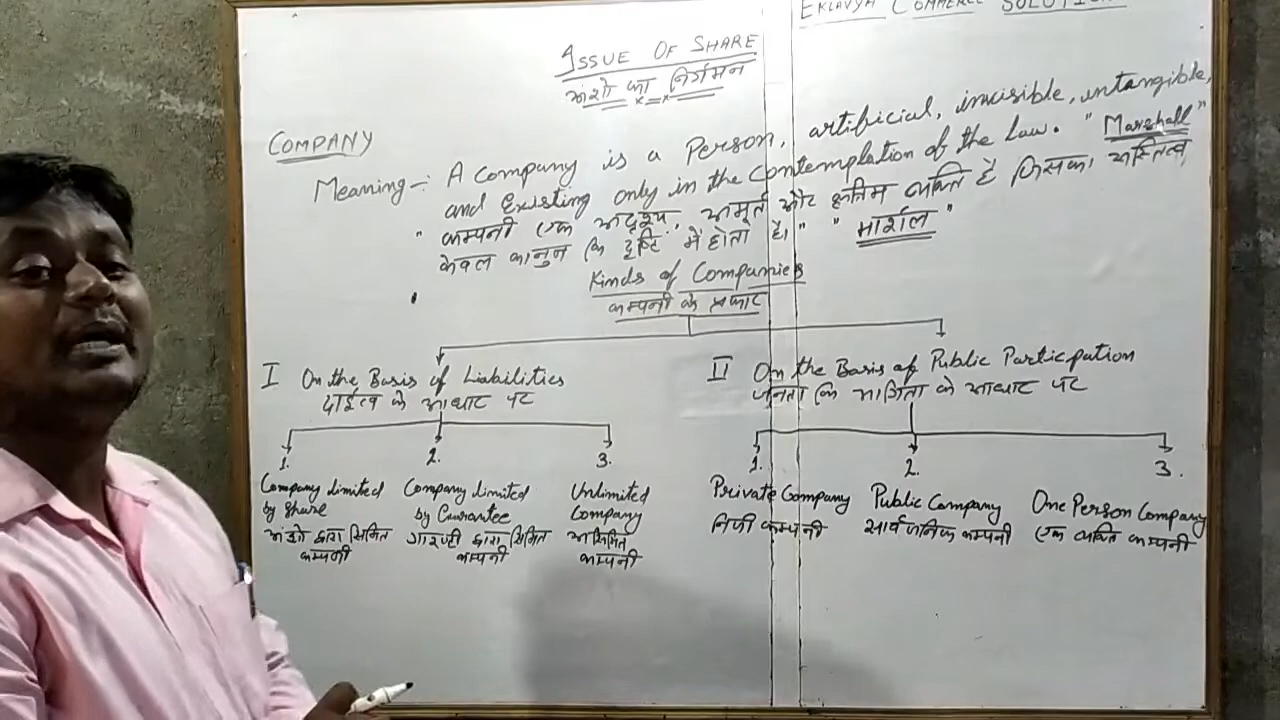 EKLAVYA COMMERCE SOLUTION
ISSUE OF SHARE
अंशो का निर्गमन
COMPANY
Meaning -: A Company is a Person, artificial, invisible, intangible,
and Existing only in the Contemplation of the Law. "Marshall"
" कम्पनी एक अदृश्य, अमूर्त और कृत्रिम व्यक्ति है जिसका अस्तित्व
केवल कानुन कि दृष्टि में होता है।" "मार्शल"
Kinds of Companies
कम्पनी के प्रकार
I On the Basis of Liabilities
दाईत्व के आधार पर
1. 2. 3.
Company Limited by Share
अंशो द्वारा सिमित कम्पनी
Company Limited by Gurantee
गारण्टी द्वारा सिमित कम्पनी
Unlimited Company
असिमित कम्पनी
II On the Basis of Public Particpation
जनता कि भागिता के आधार पर
1. 2. 3.
Private Company
निजी कम्पनी
Public Company
सार्वजनिक कम्पनी
One Person Company
एक व्यक्ति कम्पनी